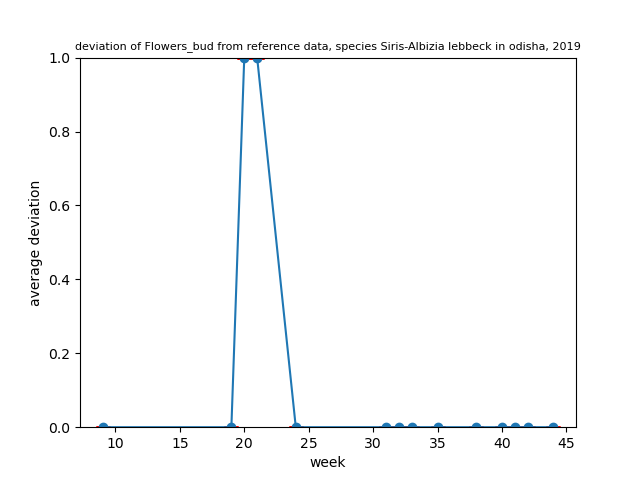 deviation of Flowers_bud from reference data, species Siris-Albizia lebbeck in odisha, 2019
1.0
0.8
0.6
0.4
0.2
0.0
average deviation
10 15 20 25 30 35 40 45
week